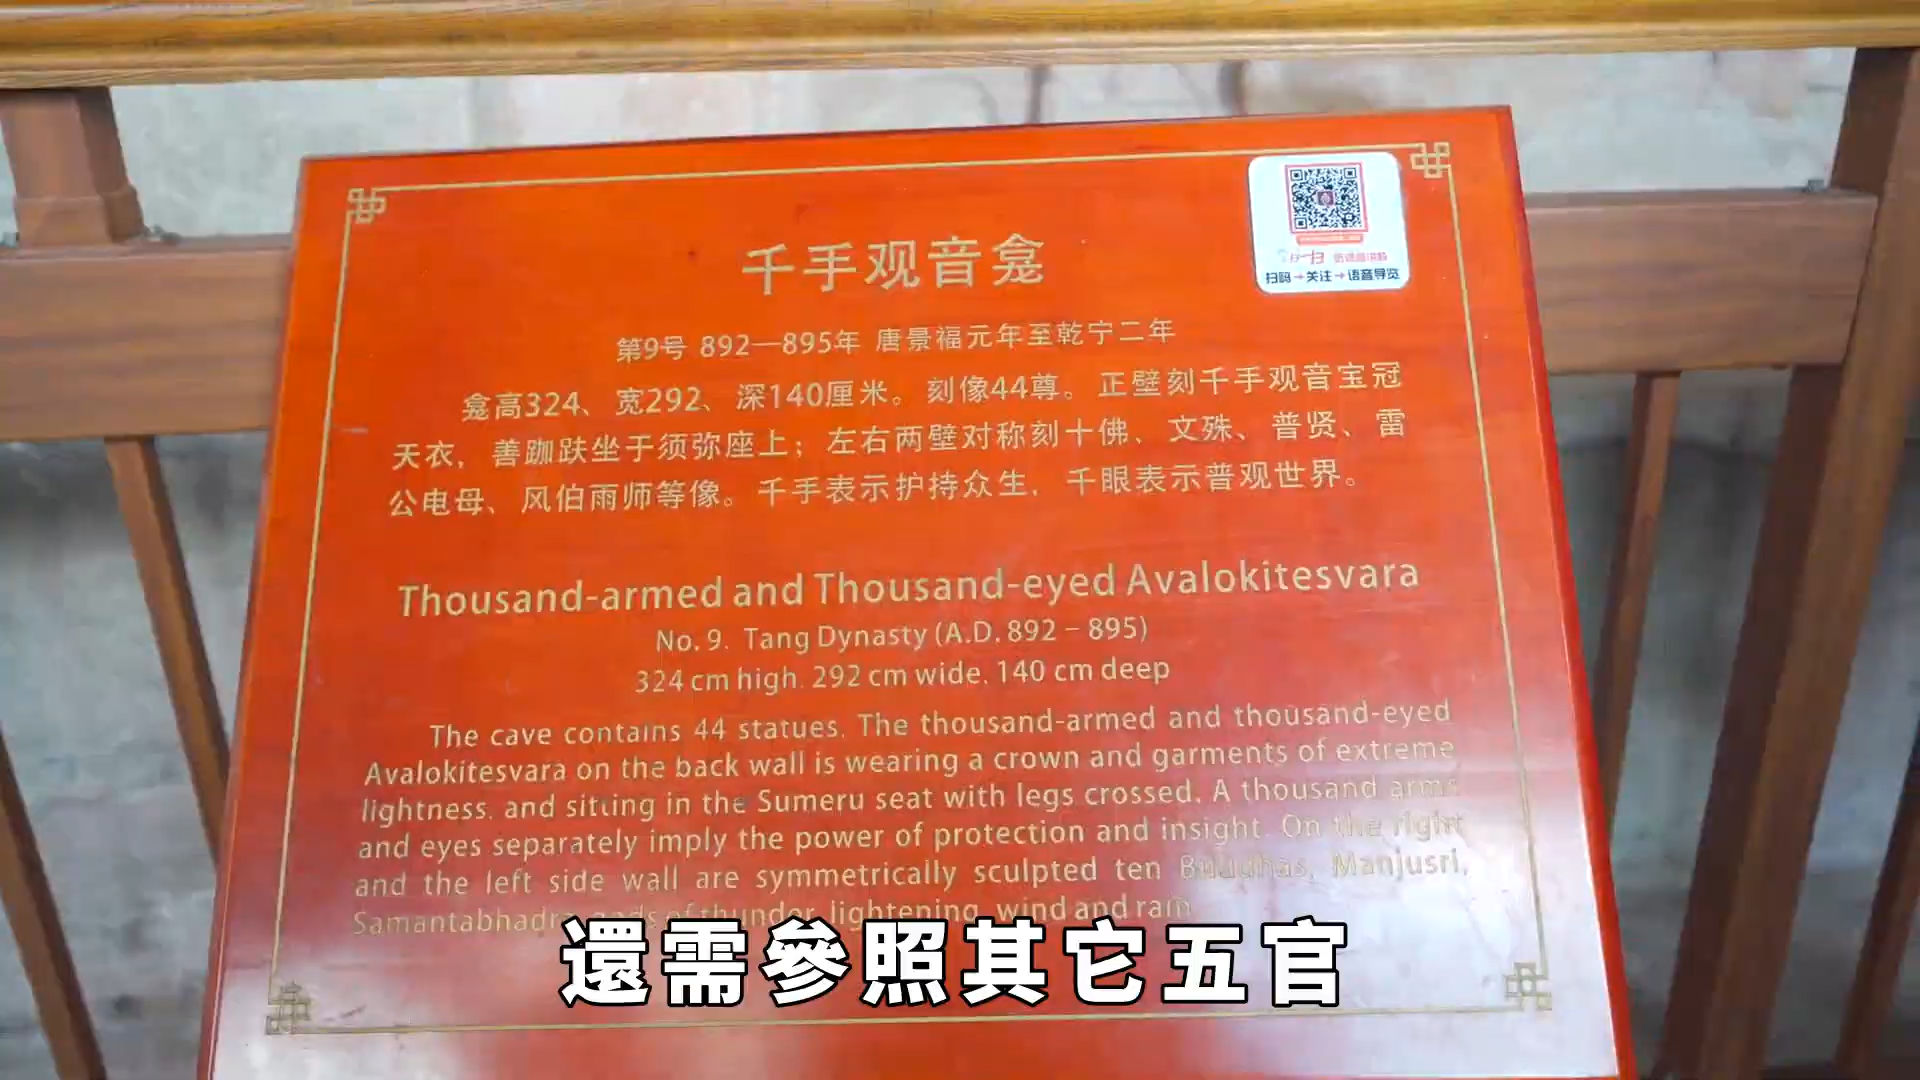 千手观音龛
扫码→关注→语音导览
第9号 892—895年 唐景福元年至乾宁二年
龛高324、宽292、深140厘米。刻像44尊。正壁刻千手观音宝冠
天衣，善跏趺坐于须弥座上；左右两壁对称刻十佛、文殊、普贤、雷
公电母、风伯雨师等像。千手表示护持众生，千眼表示普观世界。
Thousand-armed and Thousand-eyed Avalokitesvara
No. 9. Tang Dynasty (A.D. 892 – 895)
324 cm high, 292 cm wide, 140 cm deep
The cave contains 44 statues. The thousand-armed and thousand-eyed
Avalokitesvara on the back wall is wearing a crown and garments of extreme
lightness, and sitting in the Sumeru seat with legs crossed. A thousand arms
and eyes separately imply the power of protection and insight. On the right
and the left side wall are symmetrically sculpted ten Buddhas, Manjusri,
thunder, lightening, wind and rain
還需參照其它五官